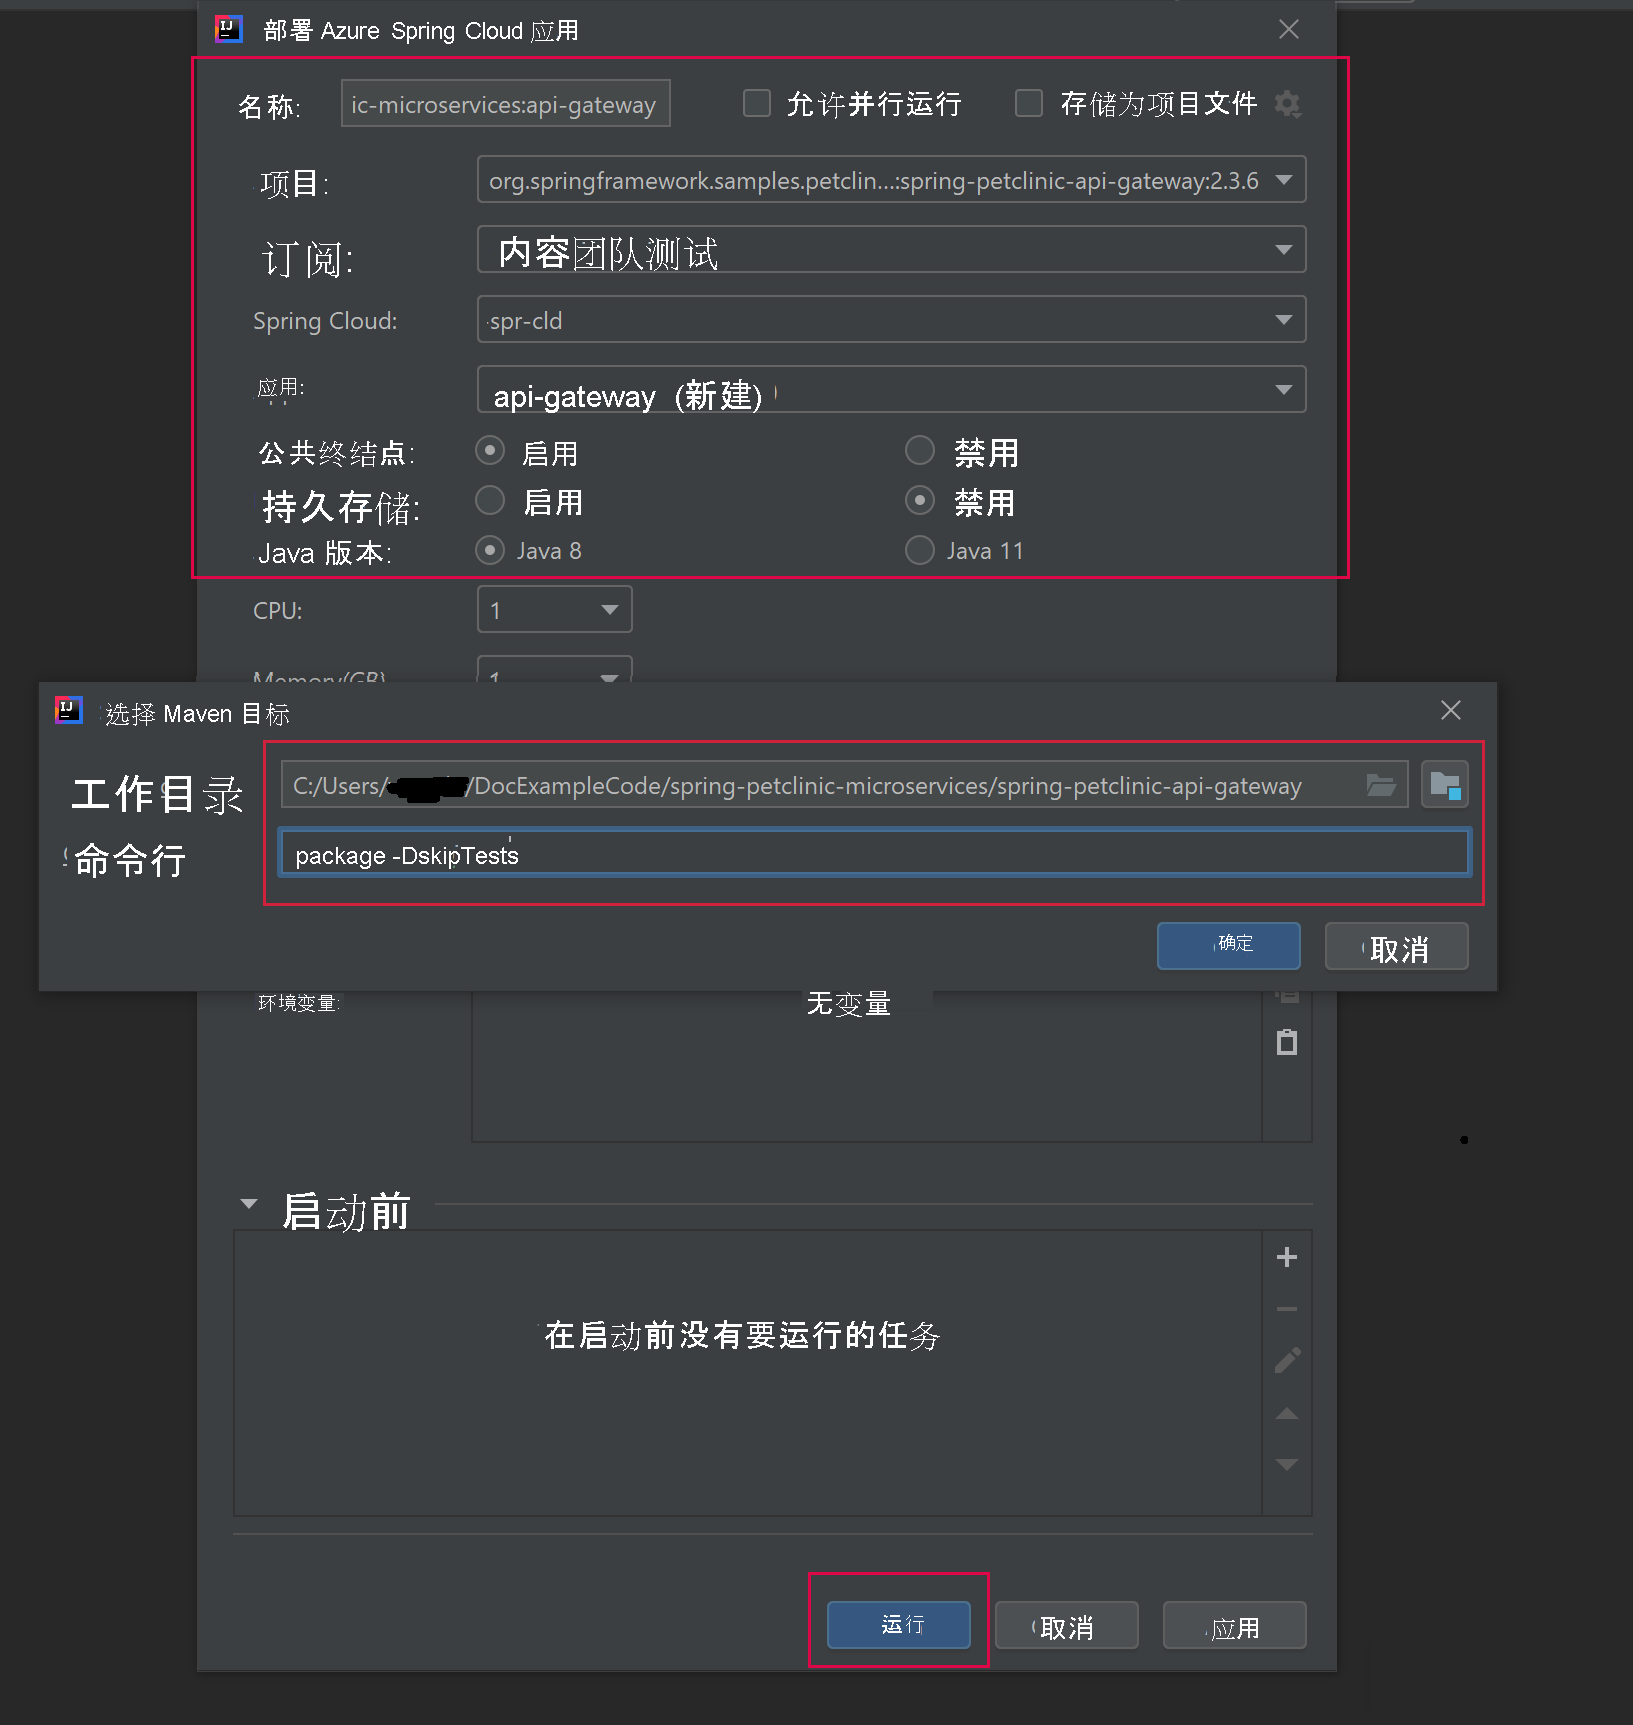 部署 Azure Spring Cloud 应用
名称: ic-microservices:api-gateway 允许并行运行 存储为项目文件
项目: org.springframework.samples.petclin...:spring-petclinic-api-gateway:2.3.6
订阅: 内容团队测试
Spring Cloud: spr-cld
应用: api-gateway (新建)
公共终结点: 启用 禁用
持久存储: 启用 禁用
Java 版本: Java 8 Java 11
CPU: 1
Memory(GB) 1
选择 Maven 目标
工作目录 C:/Users/ /DocExampleCode/spring-petclinic-microservices/spring-petclinic-api-gateway
命令行 package -DskipTests
确定 取消
环境变量: 无变量
启动前
在启动前没有要运行的任务
运行 取消 应用